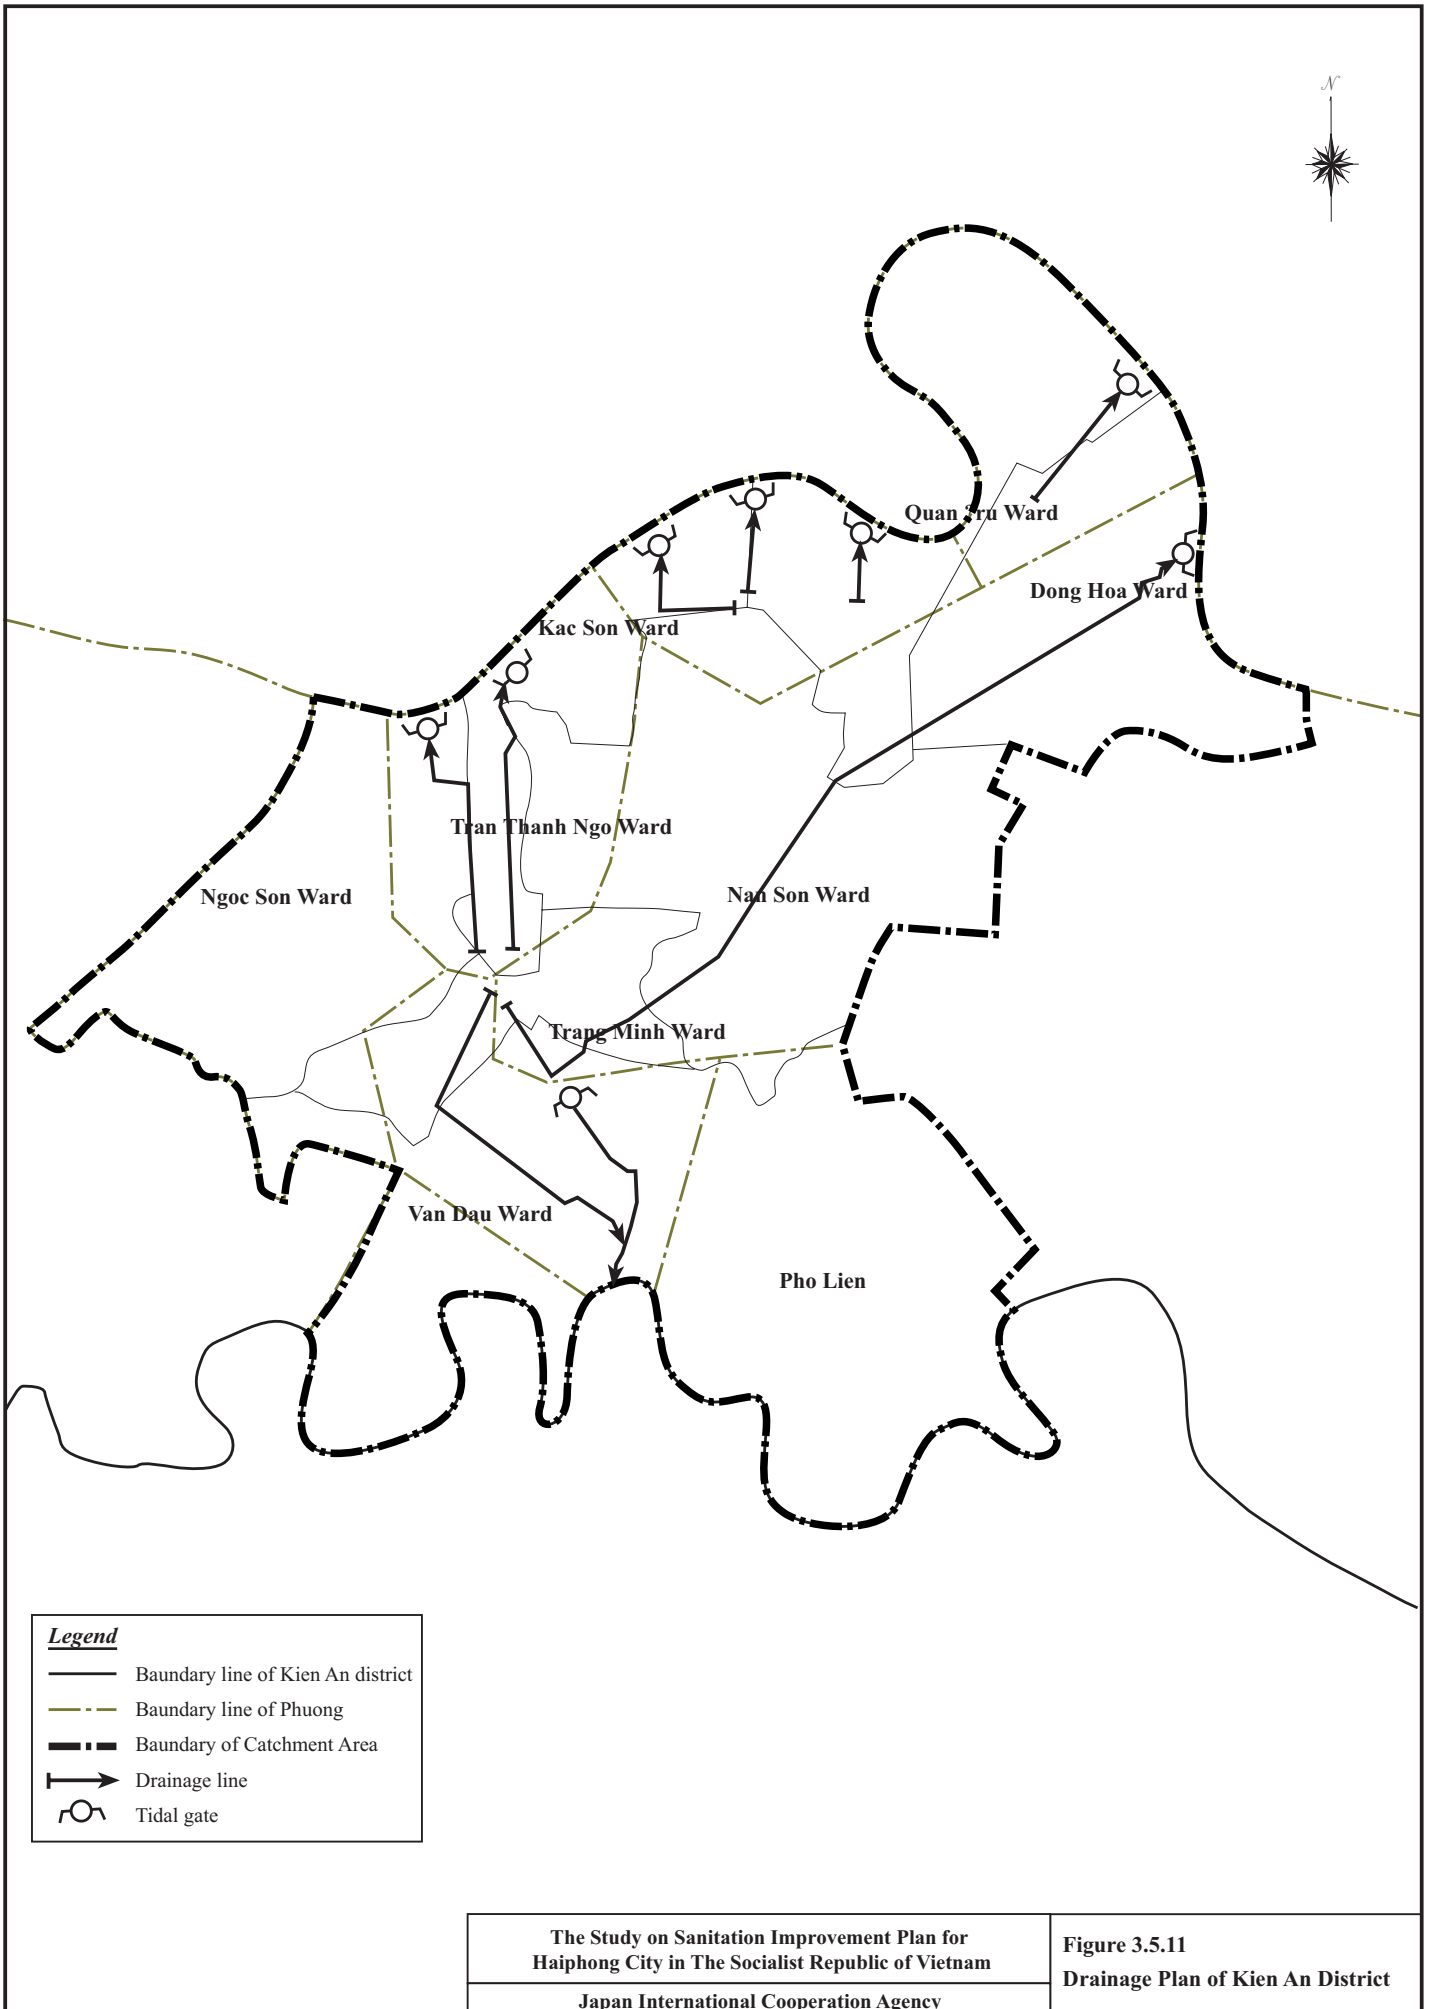 N
Quan Tru Ward
Dong Hoa Ward
Kac Son Ward
Tran Thanh Ngo Ward
Ngoc Son Ward
Nan Son Ward
Trang Minh Ward
Van Dau Ward
Pho Lien
Legend
Baundary line of Kien An district
Baundary line of Phuong
Baundary of Catchment Area
Drainage line
Tidal gate
The Study on Sanitation Improvement Plan for
Haiphong City in The Socialist Republic of Vietnam
Japan International Cooperation Agency
Figure 3.5.11
Drainage Plan of Kien An District